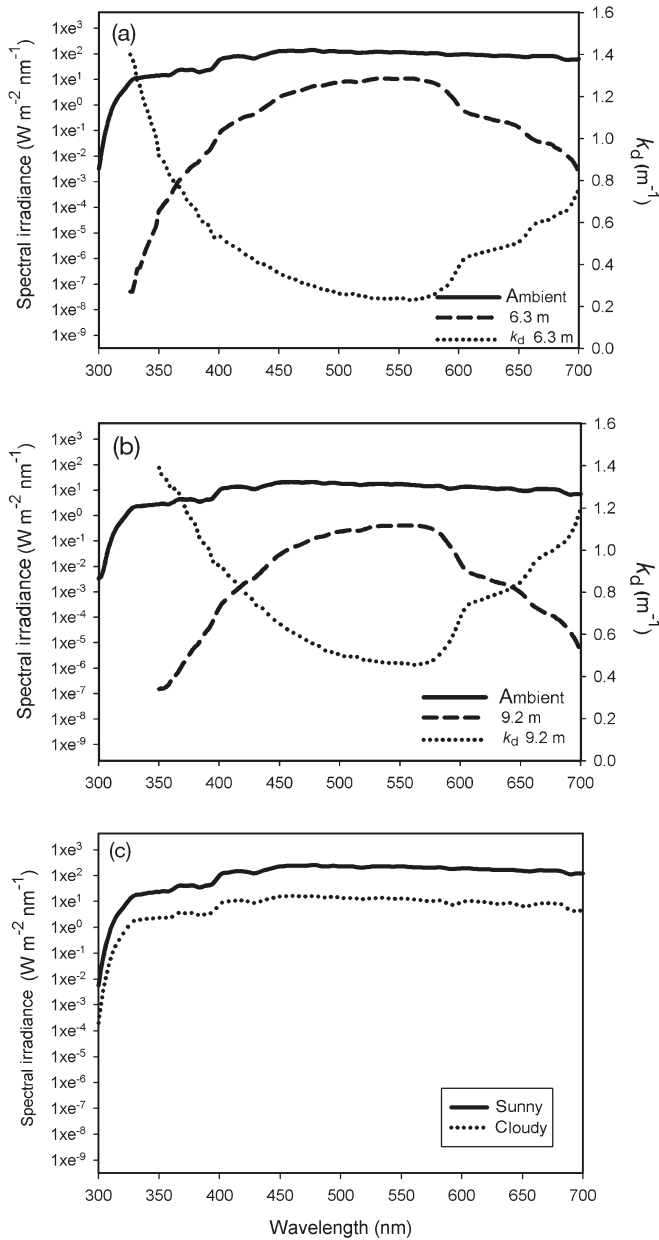 (a)
Spectral irradiance (W m⁻² nm⁻¹)
1xe³
1xe²
1xe¹
1xe⁰
1xe⁻¹
1xe⁻²
1xe⁻³
1xe⁻⁴
1xe⁻⁵
1xe⁻⁶
1xe⁻⁷
1xe⁻⁸
1xe⁻⁹
1.6
1.4
1.2
1.0
0.8
0.6
0.4
0.2
0.0
k_d (m⁻¹)
Ambient
6.3 m
k_d 6.3 m
300 350 400 450 500 550 600 650 700
(b)
Spectral irradiance (W m⁻² nm⁻¹)
1xe³
1xe²
1xe¹
1xe⁰
1xe⁻¹
1xe⁻²
1xe⁻³
1xe⁻⁴
1xe⁻⁵
1xe⁻⁶
1xe⁻⁷
1xe⁻⁸
1xe⁻⁹
1.6
1.4
1.2
1.0
0.8
0.6
0.4
0.2
0.0
k_d (m⁻¹)
Ambient
9.2 m
k_d 9.2 m
300 350 400 450 500 550 600 650 700
(c)
Spectral irradiance (W m⁻² nm⁻¹)
1xe³
1xe²
1xe¹
1xe⁰
1xe⁻¹
1xe⁻²
1xe⁻³
1xe⁻⁴
1xe⁻⁵
1xe⁻⁶
1xe⁻⁷
1xe⁻⁸
1xe⁻⁹
Sunny
Cloudy
300 350 400 450 500 550 600 650 700
Wavelength (nm)